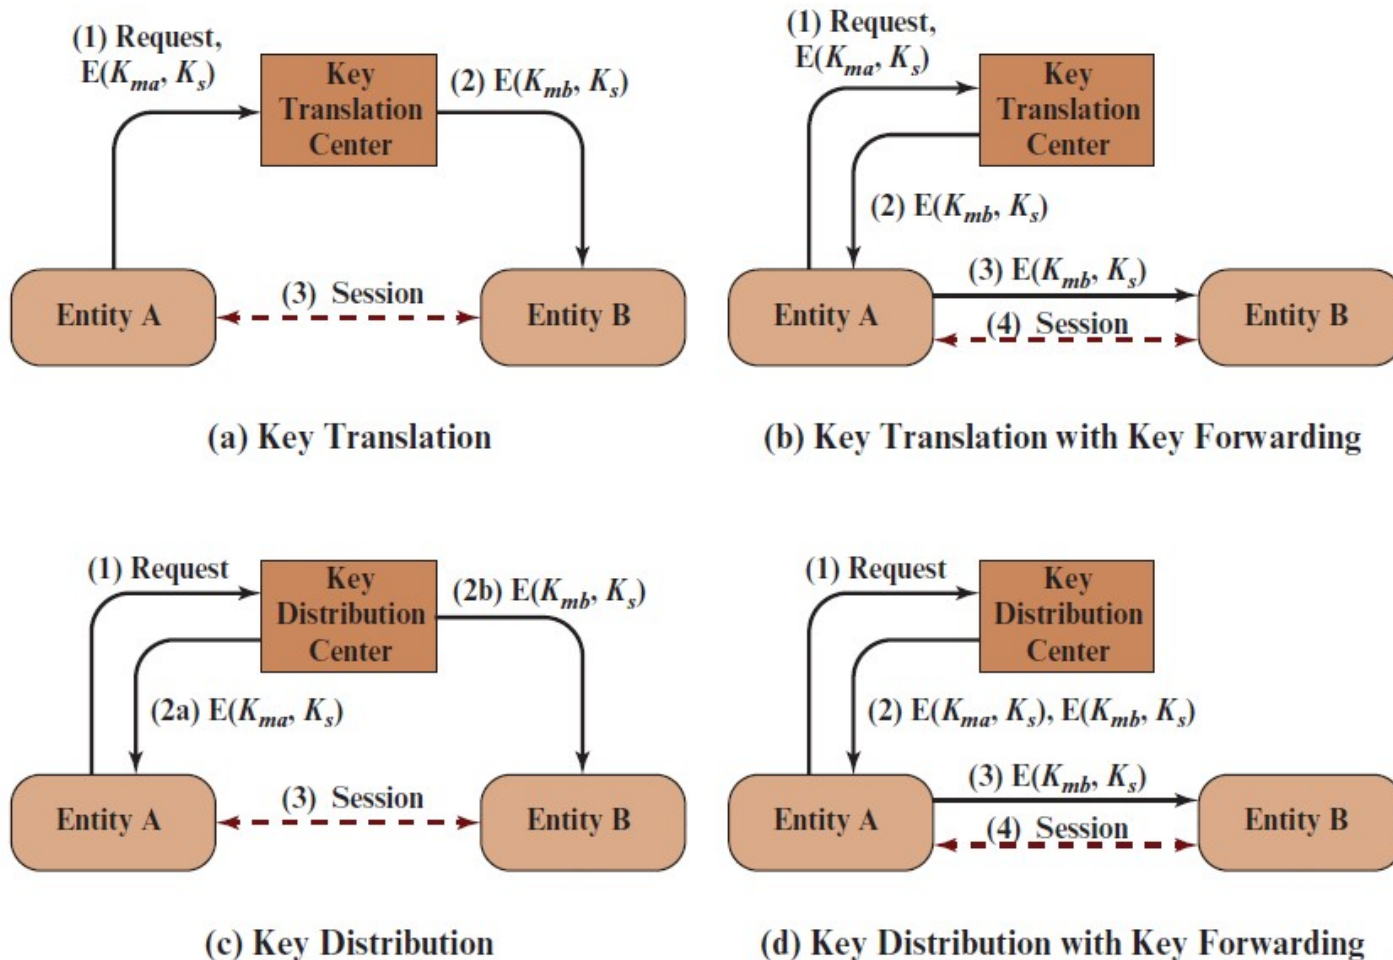 (1) Request,
E(Kma, Ks)
Key
Translation
Center
(2) E(Kmb, Ks)
Entity A
(3) Session
Entity B
(a) Key Translation
(1) Request,
E(Kma, Ks)
Key
Translation
Center
(2) E(Kmb, Ks)
Entity A
(3) E(Kmb, Ks)
(4) Session
Entity B
(b) Key Translation with Key Forwarding
(1) Request
Key
Distribution
Center
(2b) E(Kmb, Ks)
(2a) E(Kma, Ks)
Entity A
(3) Session
Entity B
(c) Key Distribution
(1) Request
Key
Distribution
Center
(2) E(Kma, Ks), E(Kmb, Ks)
Entity A
(3) E(Kmb, Ks)
(4) Session
Entity B
(d) Key Distribution with Key Forwarding